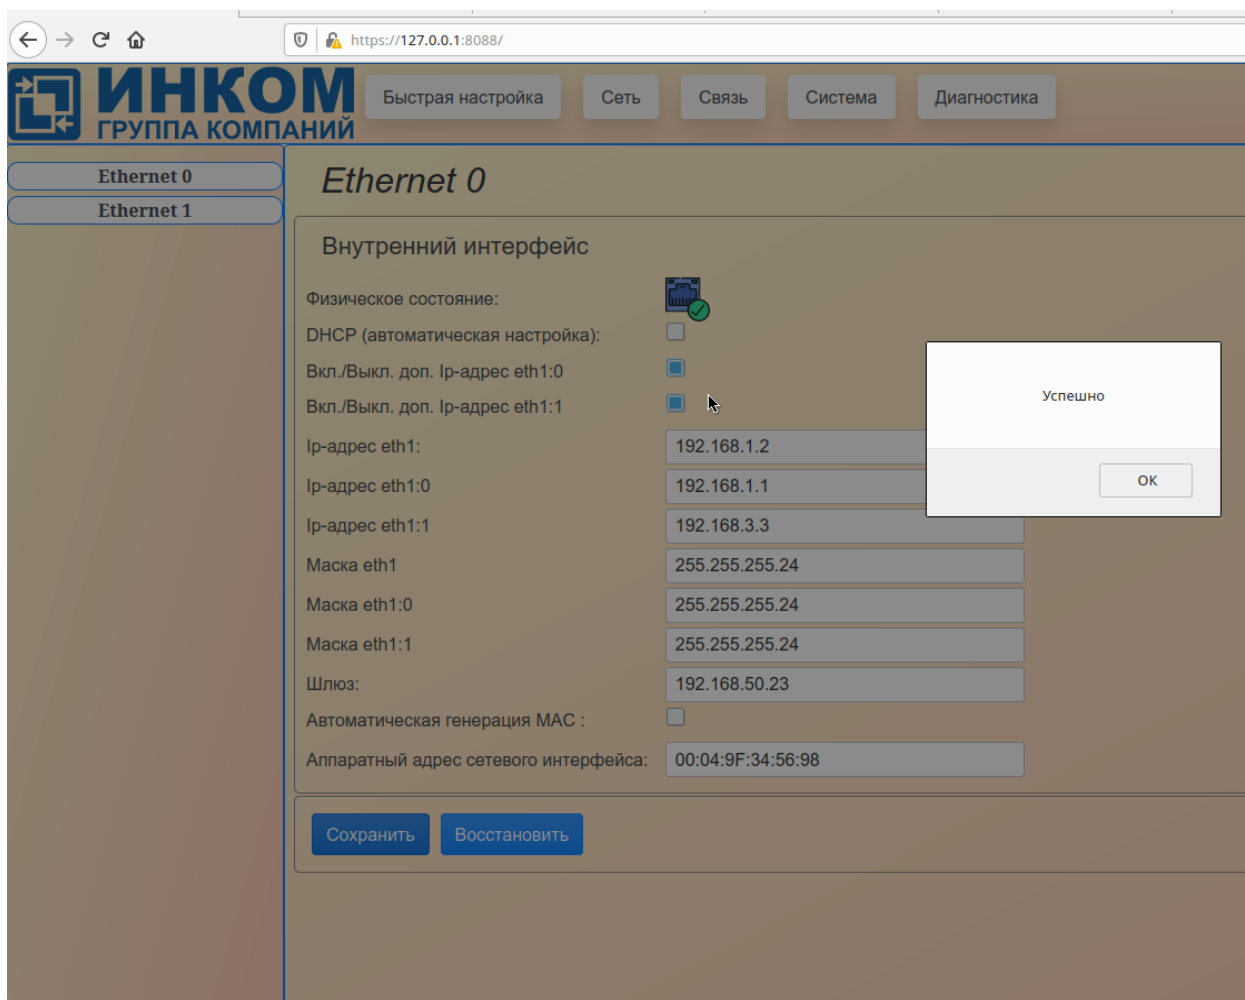 https://127.0.0.1:8088/
ИНКОМ
ГРУППА КОМПАНИЙ
Быстрая настройка
Сеть
Связь
Система
Диагностика
Ethernet 0
Ethernet 1
Ethernet 0
Внутренний интерфейс
Физическое состояние:
DHCP (автоматическая настройка):
Вкл./Выкл. доп. Ip-адрес eth1:0
Вкл./Выкл. доп. Ip-адрес eth1:1
Ip-адрес eth1:
192.168.1.2
Ip-адрес eth1:0
192.168.1.1
Ip-адрес eth1:1
192.168.3.3
Маска eth1
255.255.255.24
Маска eth1:0
255.255.255.24
Маска eth1:1
255.255.255.24
Шлюз:
192.168.50.23
Автоматическая генерация MAC :
Аппаратный адрес сетевого интерфейса:
00:04:9F:34:56:98
Успешно
OK
Сохранить
Восстановить